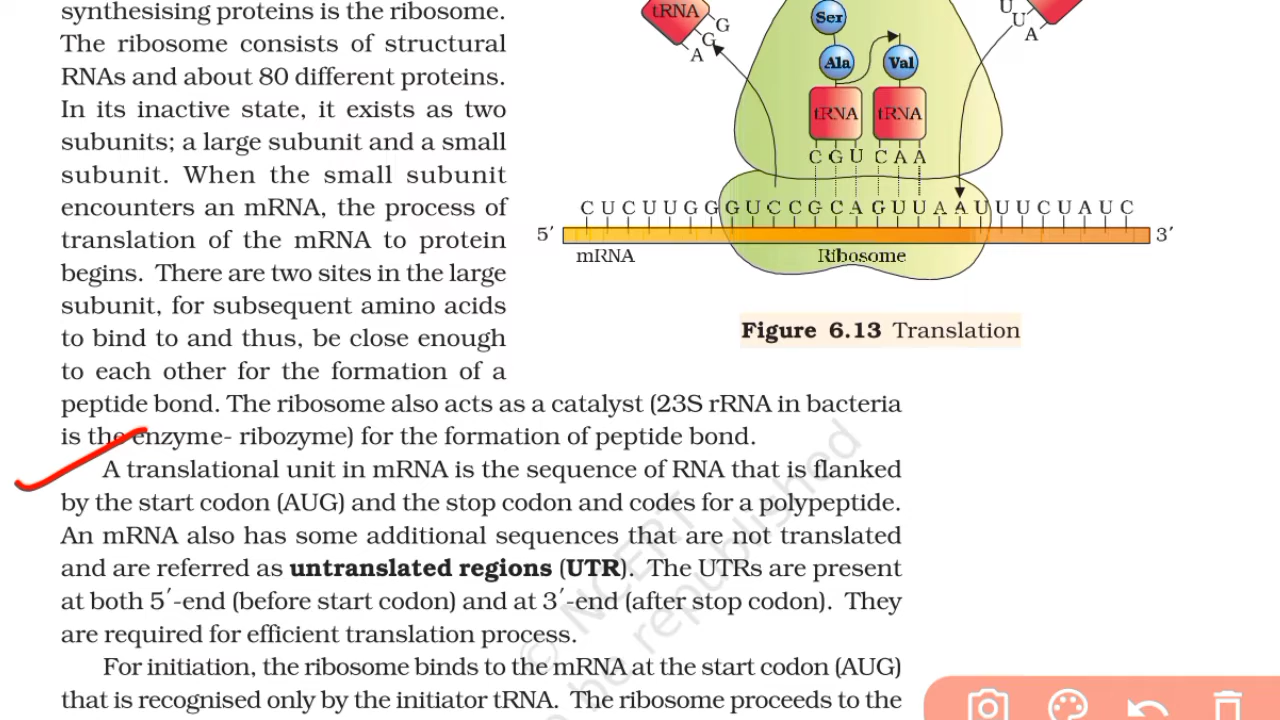 synthesising proteins is the ribosome.
The ribosome consists of structural
RNAs and about 80 different proteins.
In its inactive state, it exists as two
subunits; a large subunit and a small
subunit. When the small subunit
encounters an mRNA, the process of
translation of the mRNA to protein
begins. There are two sites in the large
subunit, for subsequent amino acids
to bind to and thus, be close enough
to each other for the formation of a
peptide bond. The ribosome also acts as a catalyst (23S rRNA in bacteria
is the enzyme- ribozyme) for the formation of peptide bond.
A translational unit in mRNA is the sequence of RNA that is flanked
by the start codon (AUG) and the stop codon and codes for a polypeptide.
An mRNA also has some additional sequences that are not translated
and are referred as untranslated regions (UTR). The UTRs are present
at both 5′-end (before start codon) and at 3′-end (after stop codon). They
are required for efficient translation process.
For initiation, the ribosome binds to the mRNA at the start codon (AUG)
that is recognised only by the initiator tRNA. The ribosome proceeds to the
tRNA
A G G
Ser
U U A
Ala Val
tRNA tRNA
C G U C A A
C U C U U G G G U C C G C A G U U A A U U U C U A U C
5′ 3′
mRNA Ribosome
Figure 6.13 Translation
© NCERT
be republished